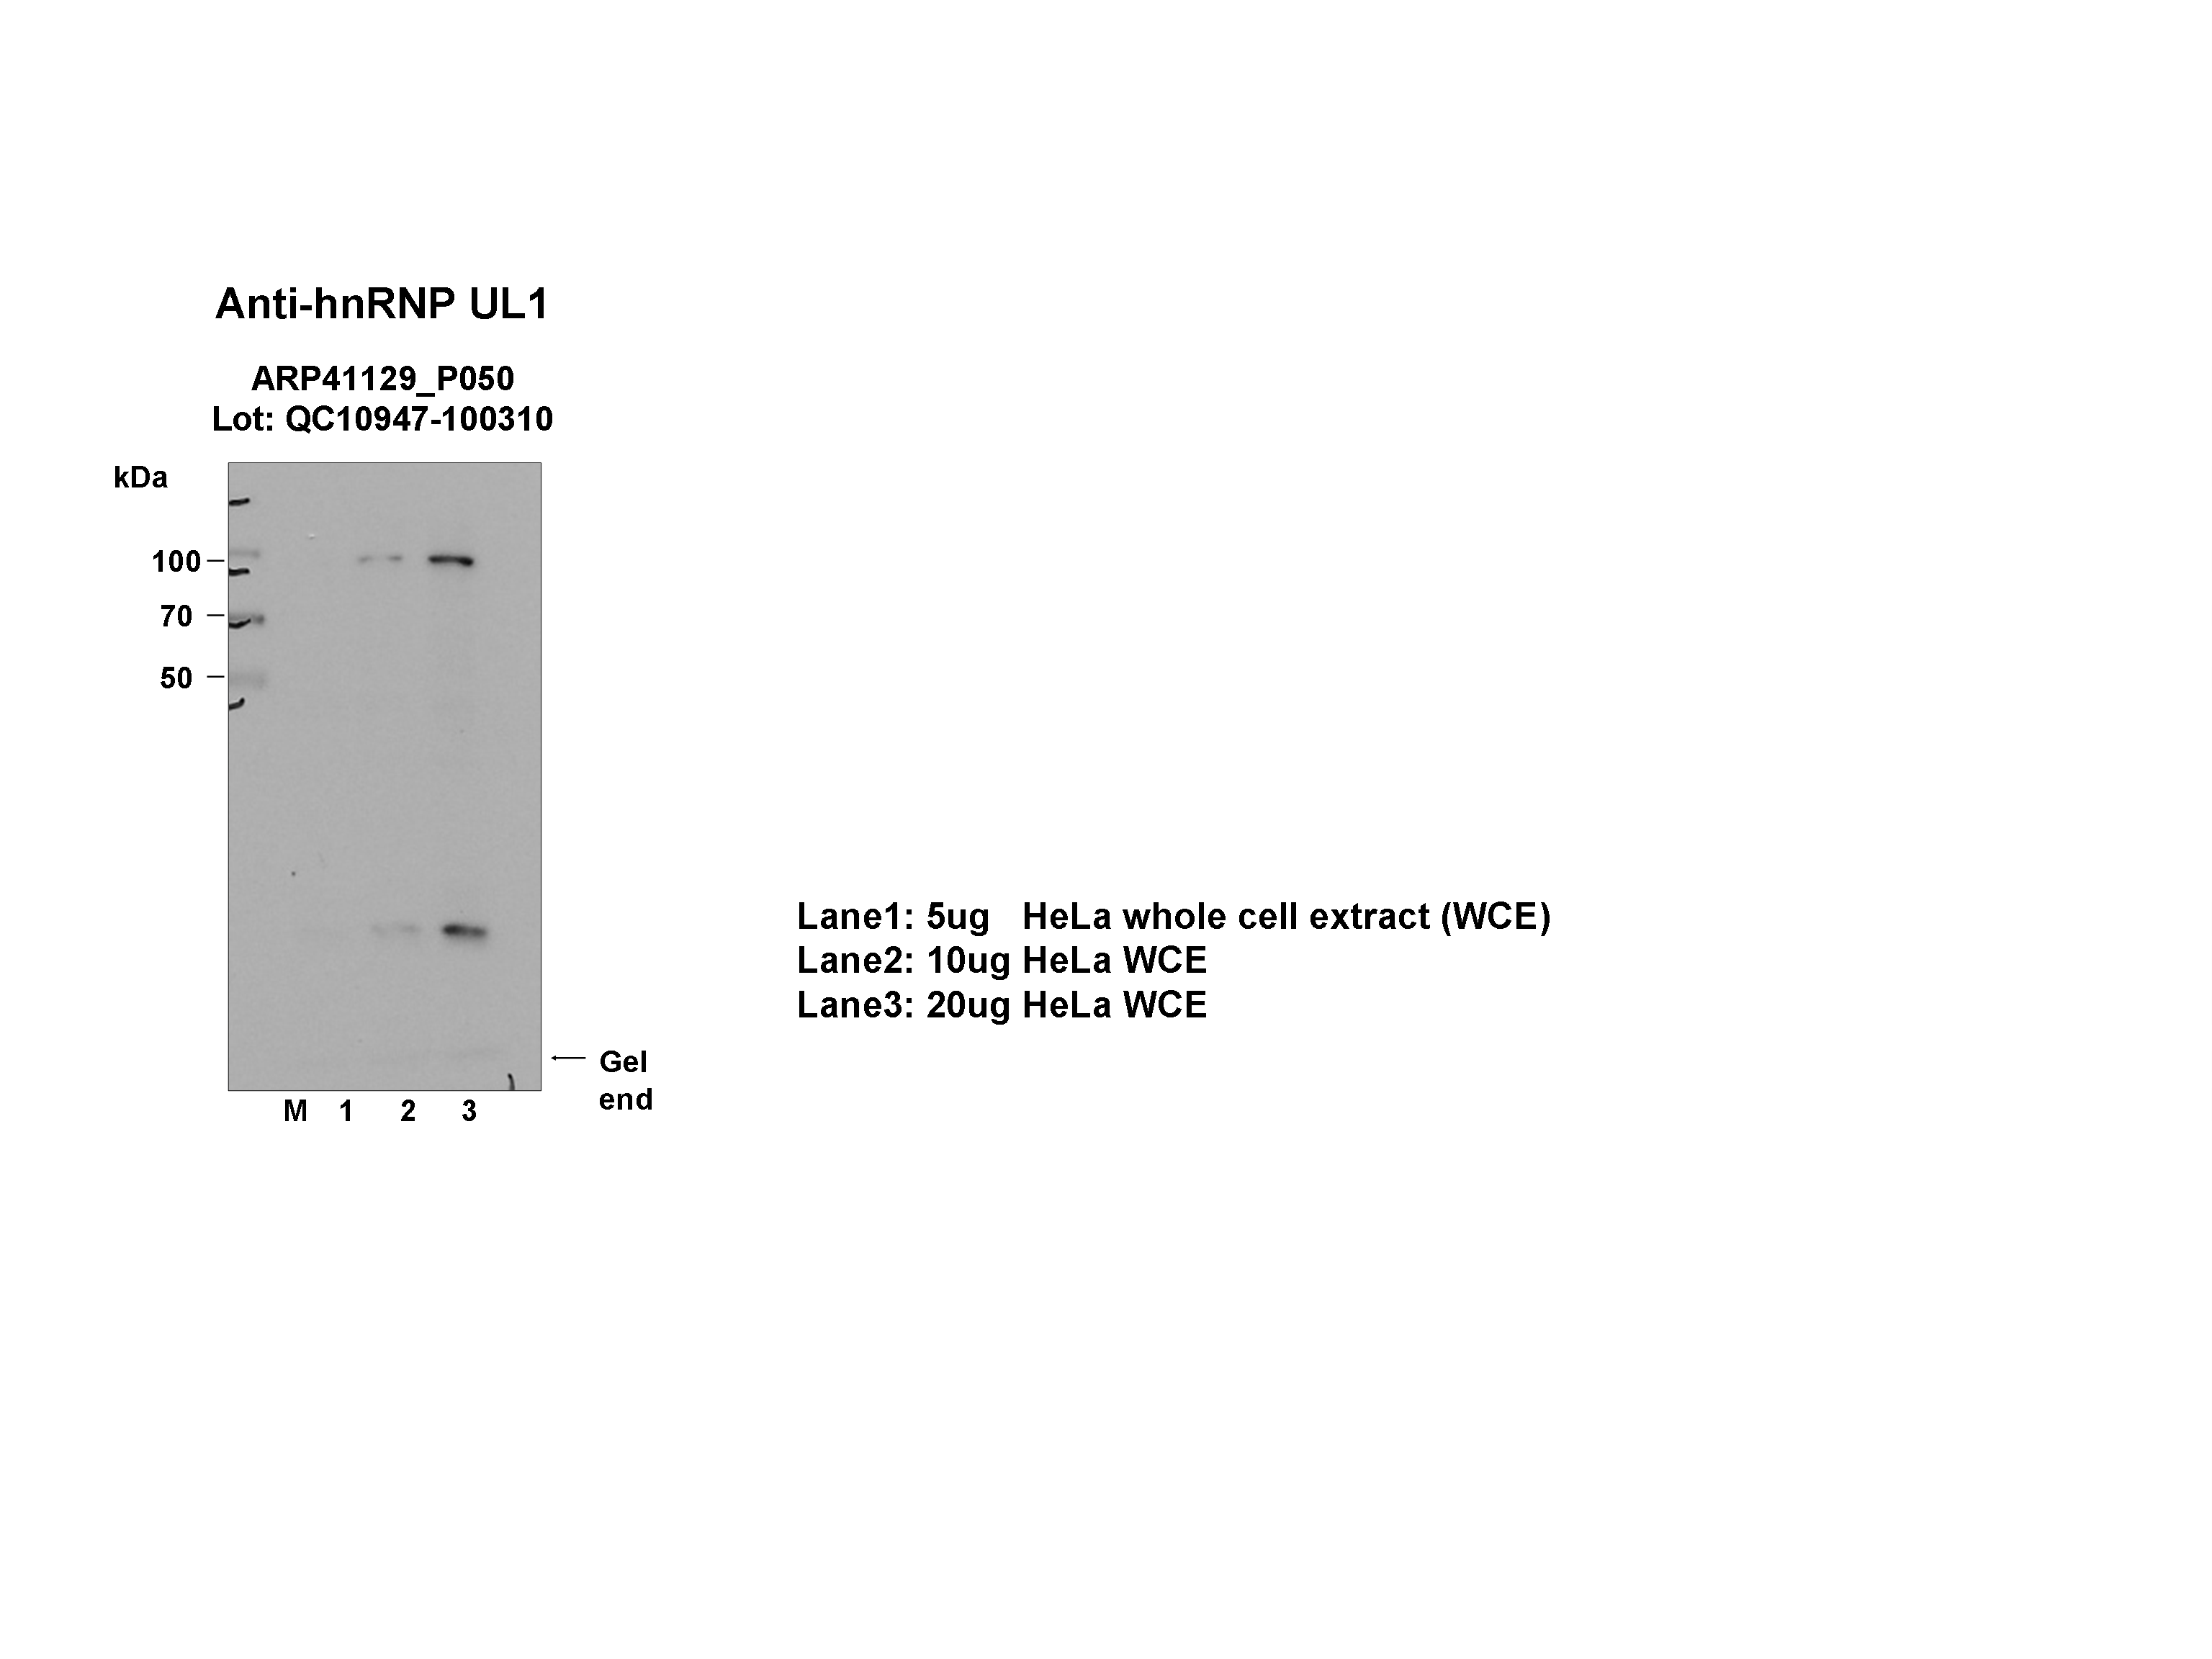 Anti-hnRNP UL1
ARP41129_P050
Lot: QC10947-100310
kDa
100
70
50
Lane1: 5ug   HeLa whole cell extract (WCE)
Lane2: 10ug HeLa WCE
Lane3: 20ug HeLa WCE
Gel
end
M 1 2 3